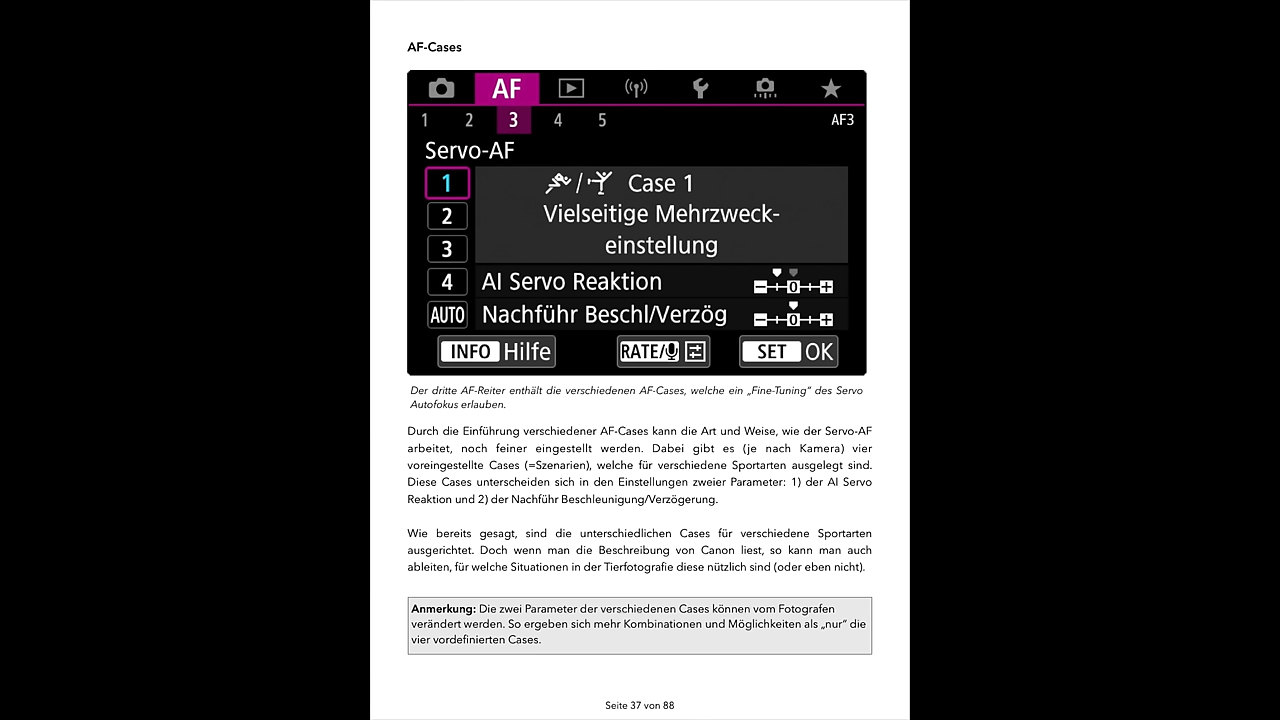 AF-Cases
AF
1 2 3 4 5 AF3
Servo-AF
1 Case 1
2 Vielseitige Mehrzweck-
3 einstellung
4 AI Servo Reaktion - 0 +
AUTO Nachführ Beschl/Verzög - 0 +
INFO Hilfe RATE/ SET OK
Der dritte AF-Reiter enthält die verschiedenen AF-Cases, welche ein „Fine-Tuning“ des Servo
Autofokus erlauben.
Durch die Einführung verschiedener AF-Cases kann die Art und Weise, wie der Servo-AF
arbeitet, noch feiner eingestellt werden. Dabei gibt es (je nach Kamera) vier
voreingestellte Cases (=Szenarien), welche für verschiedene Sportarten ausgelegt sind.
Diese Cases unterscheiden sich in den Einstellungen zweier Parameter: 1) der AI Servo
Reaktion und 2) der Nachführ Beschleunigung/Verzögerung.
Wie bereits gesagt, sind die unterschiedlichen Cases für verschiedene Sportarten
ausgerichtet. Doch wenn man die Beschreibung von Canon liest, so kann man auch
ableiten, für welche Situationen in der Tierfotografie diese nützlich sind (oder eben nicht).
Anmerkung: Die zwei Parameter der verschiedenen Cases können vom Fotografen
verändert werden. So ergeben sich mehr Kombinationen und Möglichkeiten als „nur“ die
vier vordefinierten Cases.
Seite 37 von 88